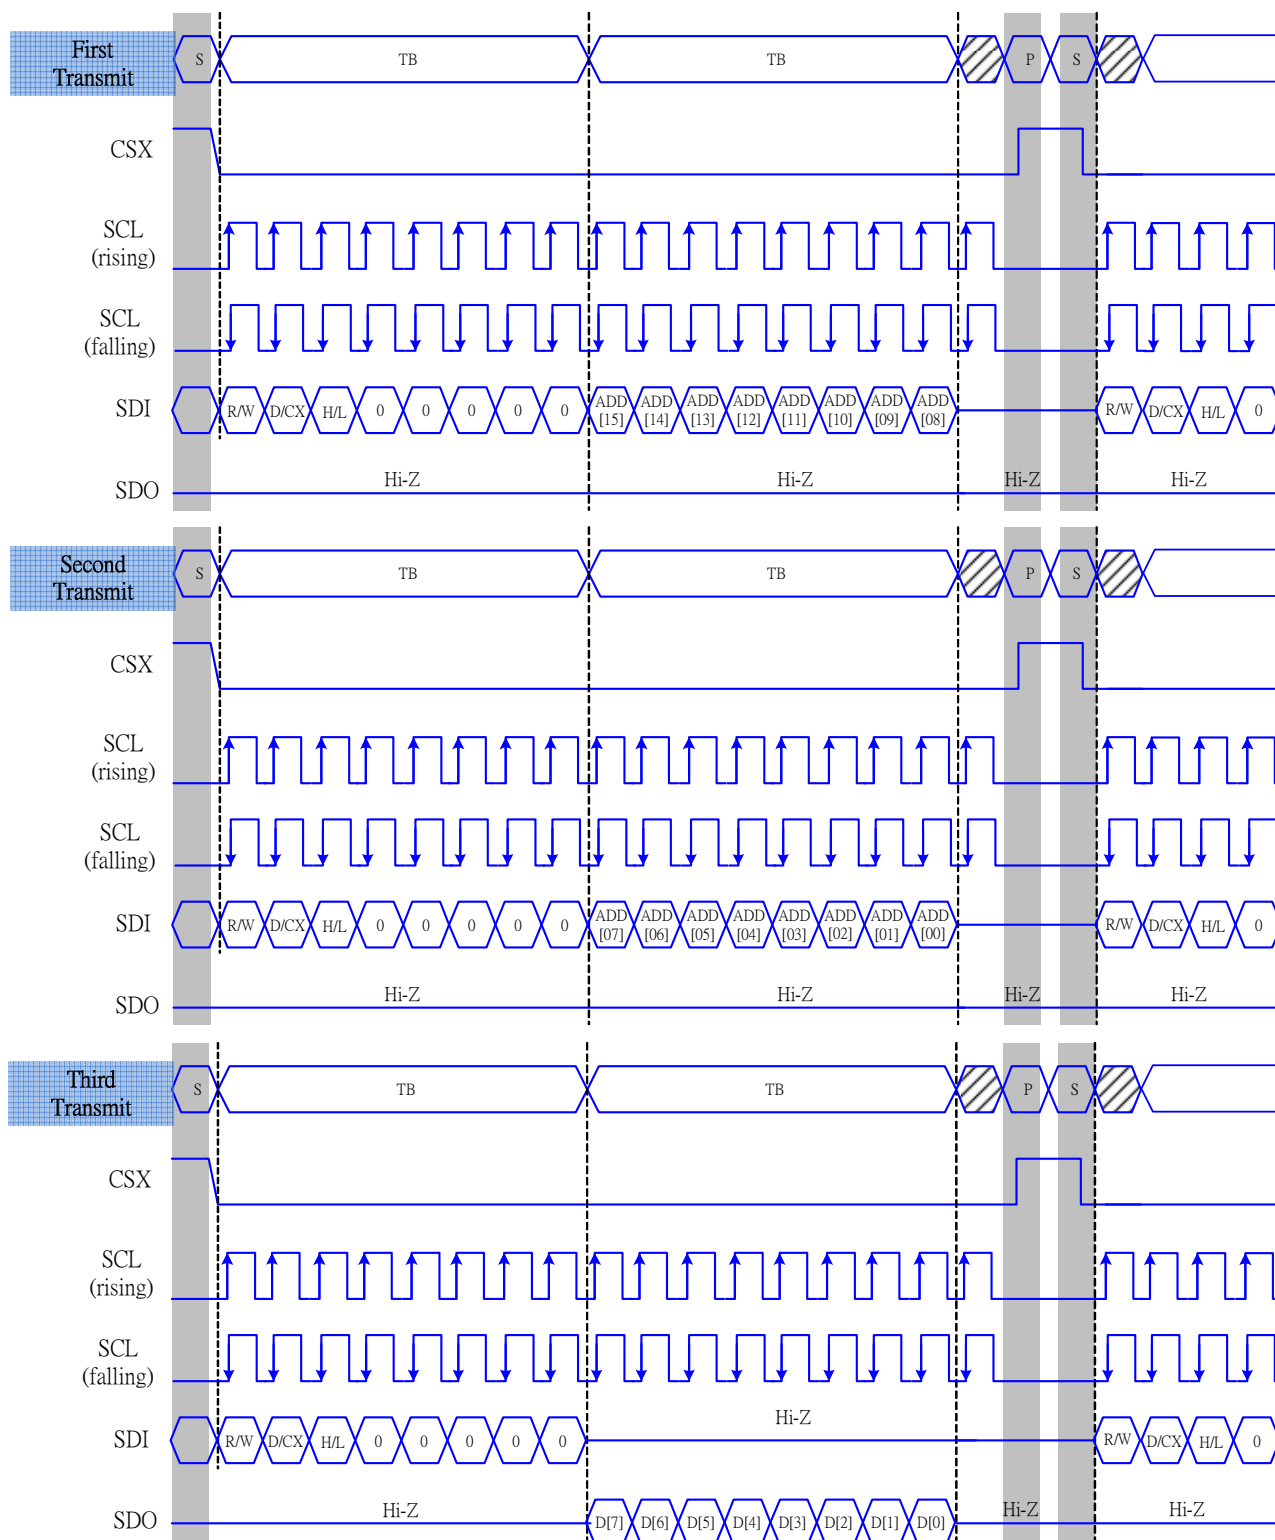 First
Transmit
S TB TB P S
CSX
SCL
(rising)
SCL
(falling)
SDI R/W D/CX H/L 0 0 0 0 0 ADD [15] ADD [14] ADD [13] ADD [12] ADD [11] ADD [10] ADD [09] ADD [08] R/W D/CX H/L 0
SDO Hi-Z Hi-Z Hi-Z Hi-Z
Second
Transmit
S TB TB P S
CSX
SCL
(rising)
SCL
(falling)
SDI R/W D/CX H/L 0 0 0 0 0 ADD [07] ADD [06] ADD [05] ADD [04] ADD [03] ADD [02] ADD [01] ADD [00] R/W D/CX H/L 0
SDO Hi-Z Hi-Z Hi-Z Hi-Z
Third
Transmit
S TB TB P S
CSX
SCL
(rising)
SCL
(falling)
SDI R/W D/CX H/L 0 0 0 0 0 Hi-Z R/W D/CX H/L 0
SDO Hi-Z D[7] D[6] D[5] D[4] D[3] D[2] D[1] D[0] Hi-Z Hi-Z